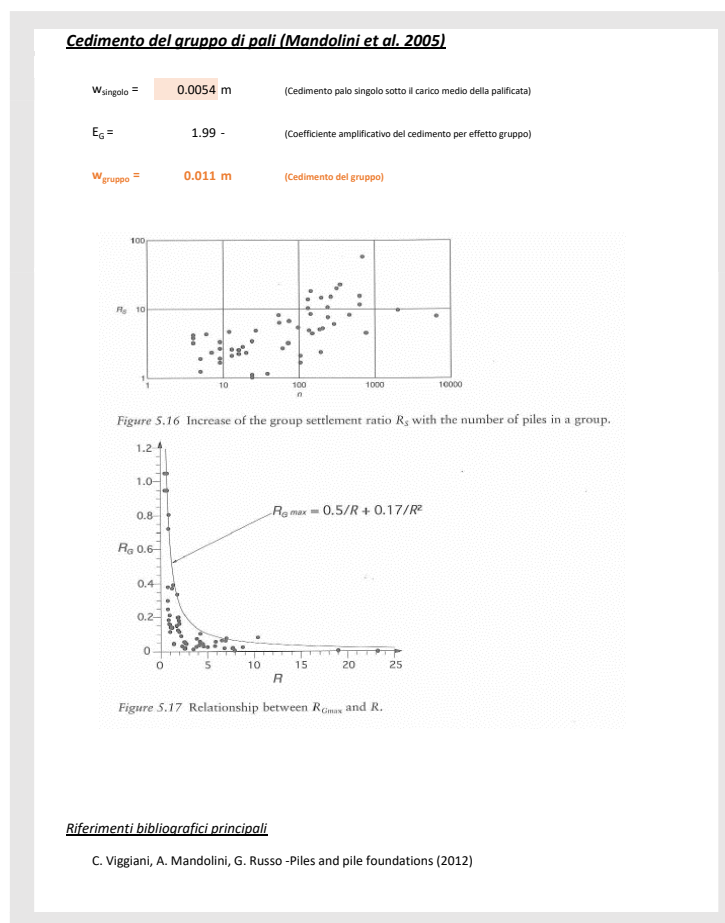 Cedimento del gruppo di pali (Mandolini et al. 2005)
wsingolo = 0.0054 m (Cedimento palo singolo sotto il carico medio della palificata)
EG = 1.99 - (Coefficiente amplificativo del cedimento per effetto gruppo)
wgruppo = 0.011 m (Cedimento del gruppo)
100
RS 10
1
1 10 100 1000 10000
n
Figure 5.16 Increase of the group settlement ratio RS with the number of piles in a group.
1.2
1.0
0.8
RG max = 0.5/R + 0.17/R²
RG 0.6
0.4
0.2
0
0 5 10 15 20 25
R
Figure 5.17 Relationship between RGmax and R.
Riferimenti bibliografici principali
C. Viggiani, A. Mandolini, G. Russo -Piles and pile foundations (2012)